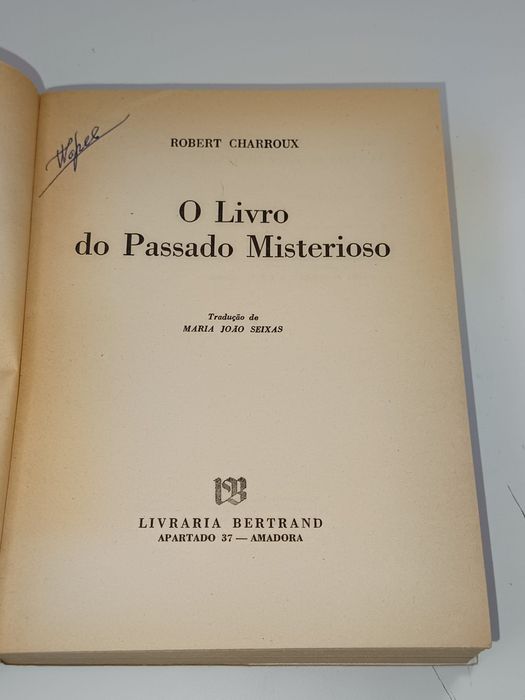 ROBERT CHARROUX
O Livro
do Passado Misterioso
Tradução de
MARIA JOÃO SEIXAS
LIVRARIA BERTRAND
APARTADO 37 — AMADORA